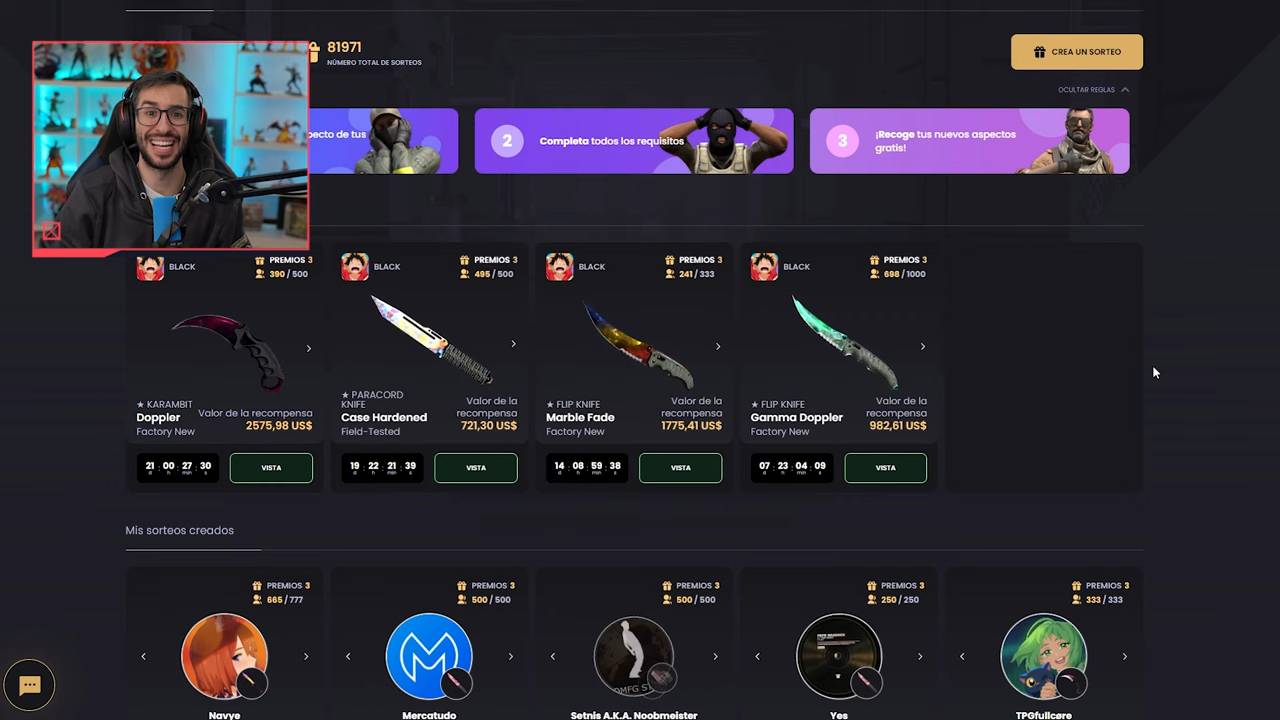 81971
NÚMERO TOTAL DE SORTEOS
CREA UN SORTEO
OCULTAR REGLAS
pecto de tus
2
Completa todos los requisitos
3
¡Recoge tus nuevos aspectos
gratis!
BLACK
PREMIOS 3
390 / 500
★ KARAMBIT
Doppler
Factory New
Valor de la recompensa
2575,98 US$
21 : 00 : 27 : 30
d h min s
VISTA
BLACK
PREMIOS 3
495 / 500
★ PARACORD
KNIFE
Case Hardened
Field-Tested
Valor de la
recompensa
721,30 US$
19 : 22 : 21 : 39
d h min s
VISTA
BLACK
PREMIOS 3
241 / 333
★ FLIP KNIFE
Marble Fade
Factory New
Valor de la
recompensa
1775,41 US$
14 : 08 : 59 : 38
d h min s
VISTA
BLACK
PREMIOS 3
698 / 1000
★ FLIP KNIFE
Gamma Doppler
Factory New
Valor de la
recompensa
982,61 US$
07 : 23 : 04 : 09
d h min s
VISTA
Mis sorteos creados
PREMIOS 3
665 / 777
Navye
PREMIOS 3
500 / 500
Mercatudo
PREMIOS 3
500 / 500
Setnis A.K.A. Noobmeister
PREMIOS 3
250 / 250
Yes
PREMIOS 3
333 / 333
TPGfullcøre